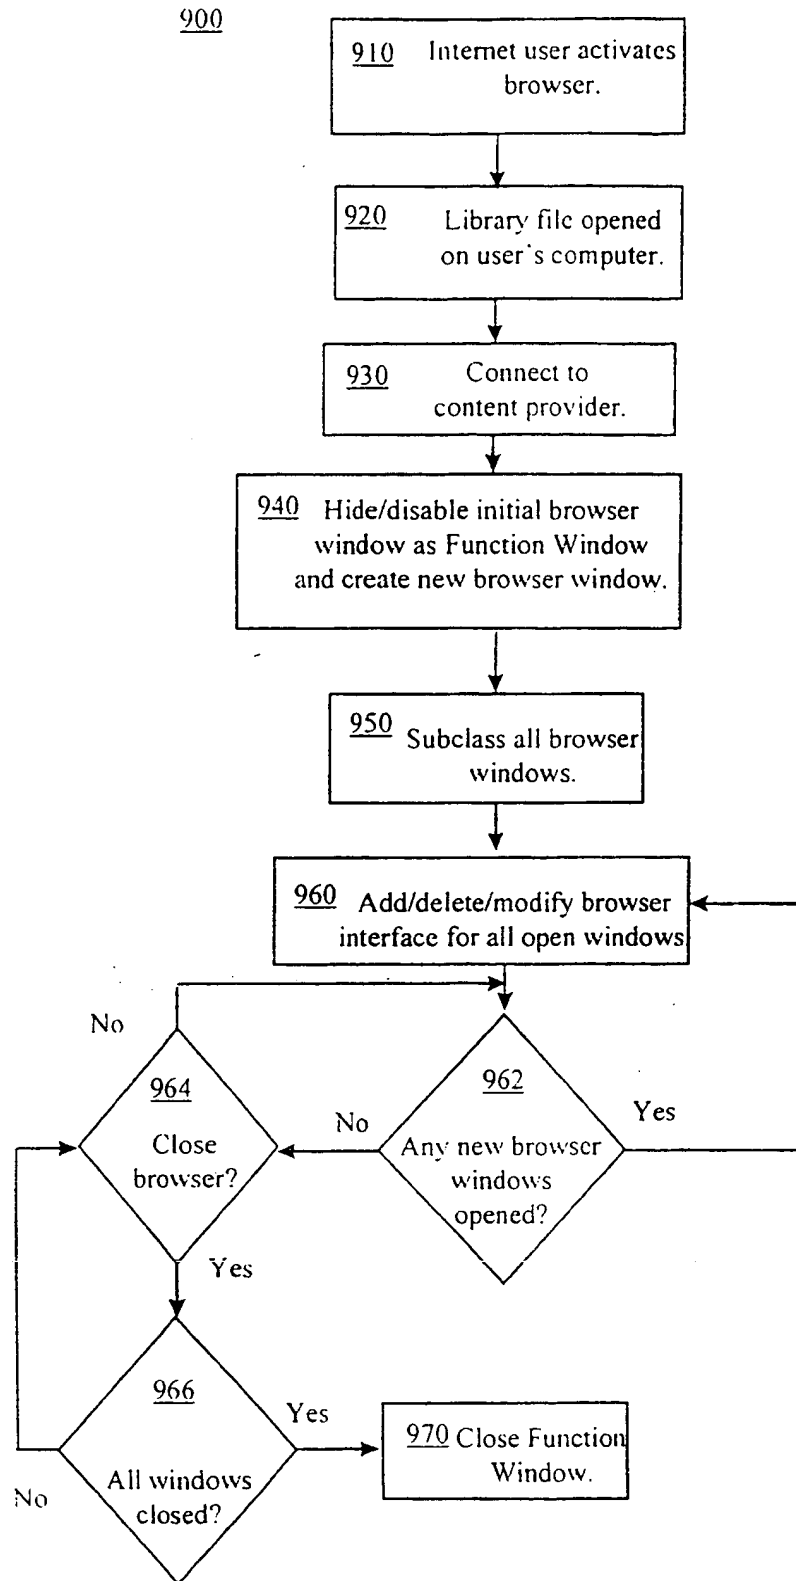 900
910 Internet user activates
browser.
920 Library file opened
on user's computer.
930 Connect to
content provider.
940 Hide/disable initial browser
window as Function Window
and create new browser window.
950 Subclass all browser
windows.
960 Add/delete/modify browser
interface for all open windows
No
964
Close
browser?
Yes
No
962
Any new browser
windows
opened?
Yes
966
All windows
closed?
No
Yes
970 Close Function
Window.